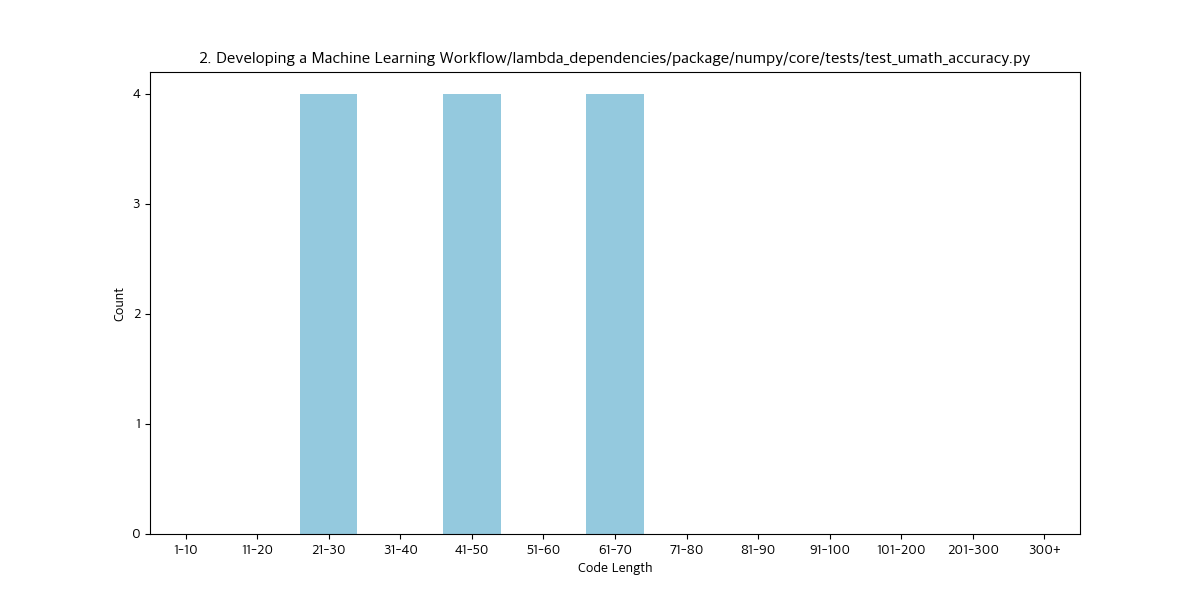 2. Developing a Machine Learning Workflow/lambda_dependencies/package/numpy/core/tests/test_umath_accuracy.py
4
3
2
1
0
Count
1-10 11-20 21-30 31-40 41-50 51-60 61-70 71-80 81-90 91-100 101-200 201-300 300+
Code Length